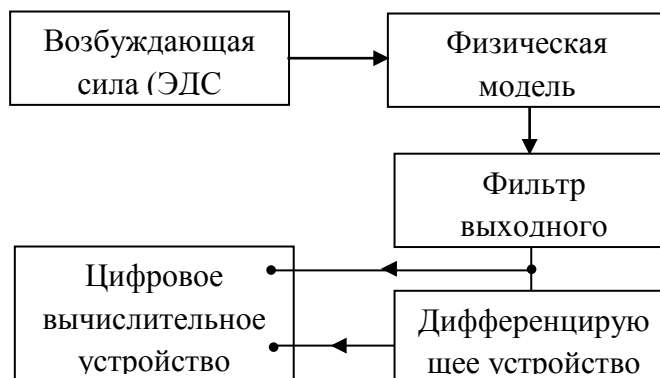 Возбуждающая
сила (ЭДС
Физическая
модель
Фильтр
выходного
Цифровое
вычислительное
устройство
Дифференцирую
щее устройство